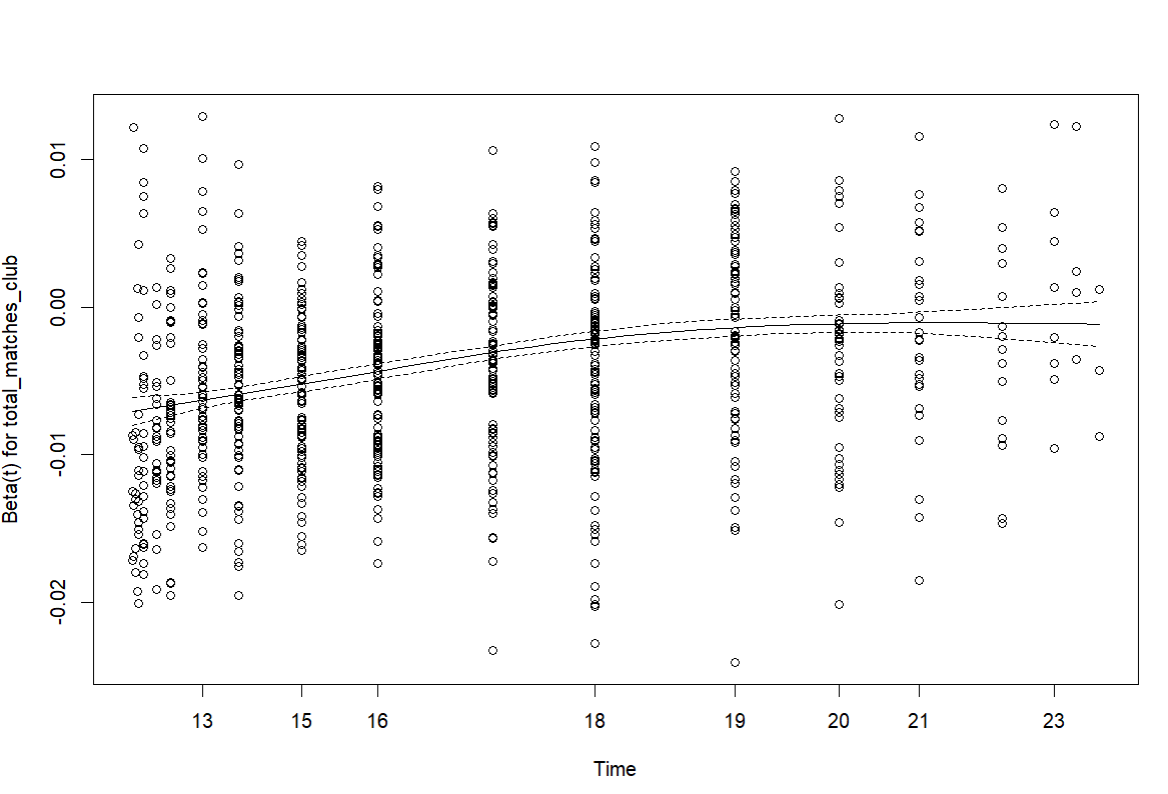 Beta(t) for total_matches_club
0.01
0.00
-0.01
-0.02
13 15 16 18 19 20 21 23
Time